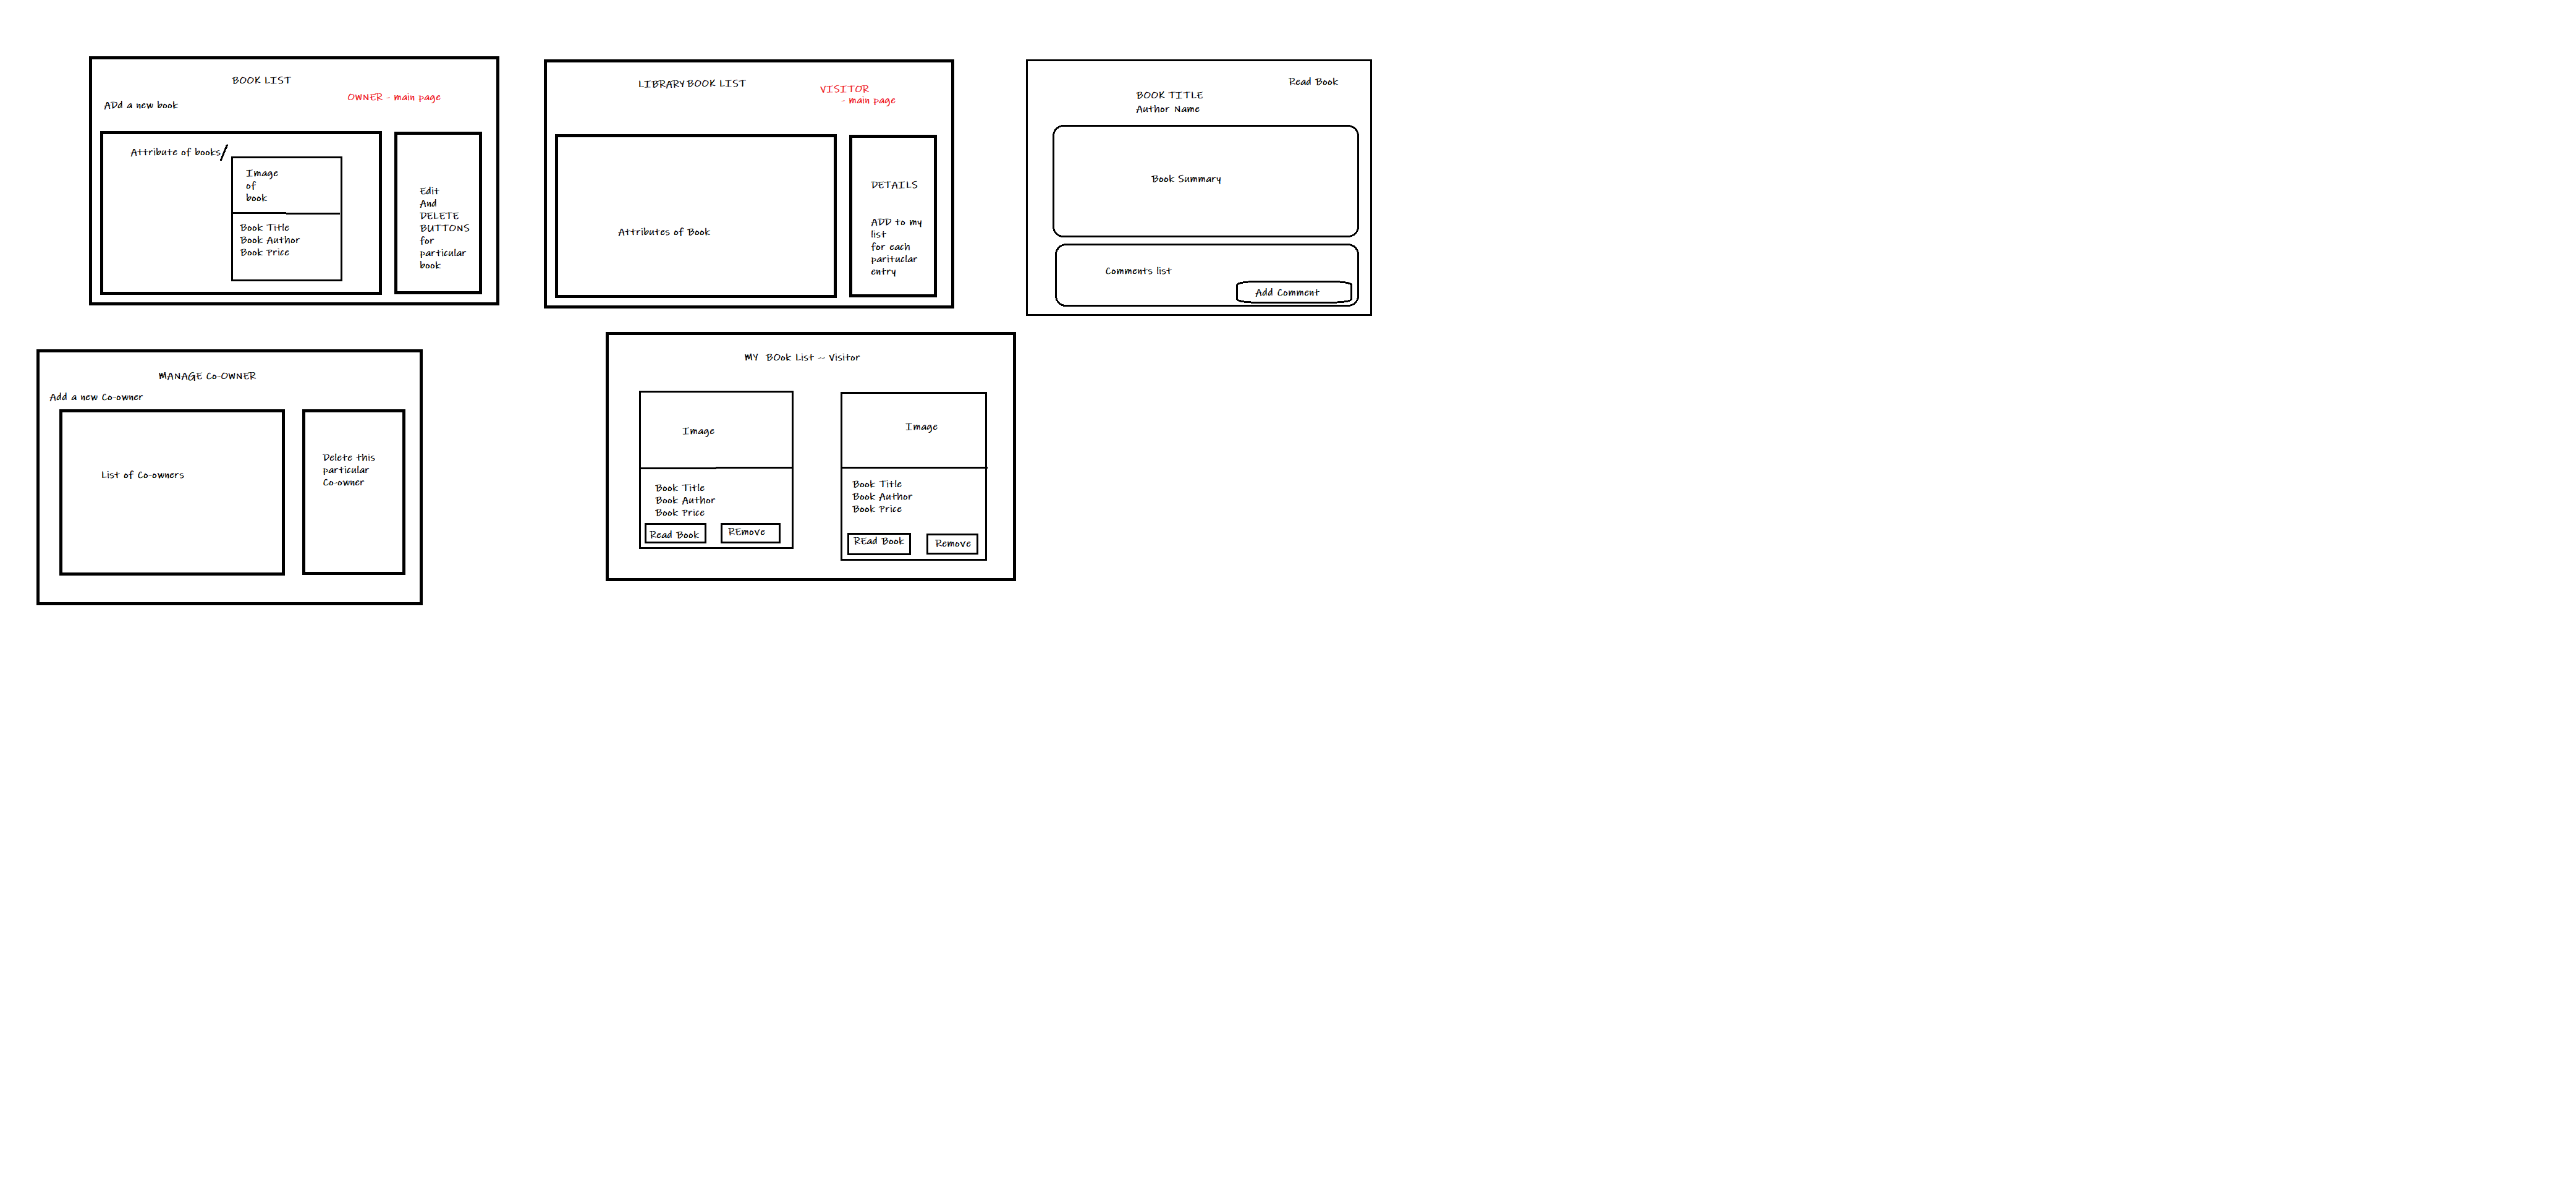 BOOK LIST
OWNER - main page
ADd a new book
Attribute of books/
Image
of
book
Book Title
Book Author
Book Price
Edit
And
DELETE
BUTTONS
for
particular
book
LIBRARY BOOK LIST
VISITOR
- main page
Attributes of Book
DETAILS
ADD to my
list
for each
parituclar
entry
Read Book
BOOK TITLE
Author Name
Book Summary
Comments list
Add Comment
MANAGE Co-OWNER
Add a new Co-owner
List of Co-owners
Delete this
particular
Co-owner
MY BOok List -- Visitor
Image
Book Title
Book Author
Book Price
Read Book
REmove
Image
Book Title
Book Author
Book Price
REad Book
Remove